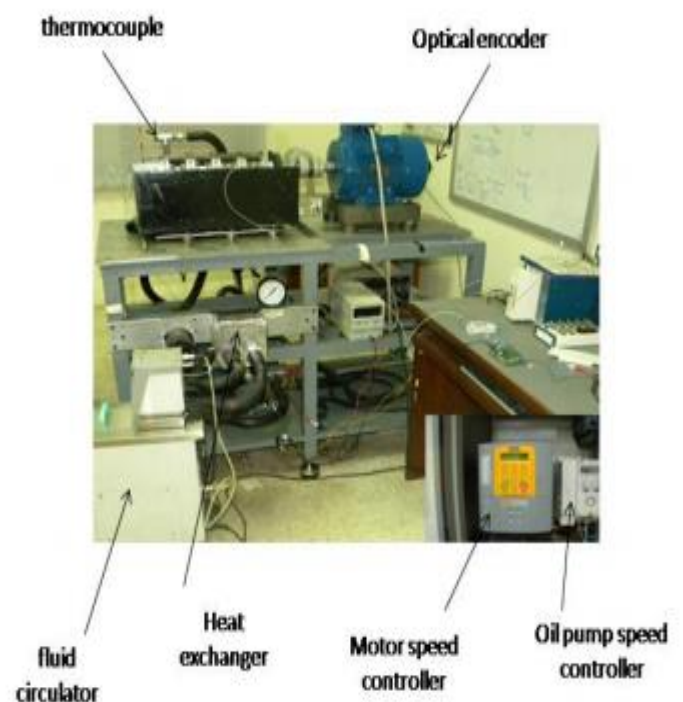 thermocouple
Optical encoder
Heat
exchanger
fluid
circulator
Motor speed
controller
Oil pump speed
controller